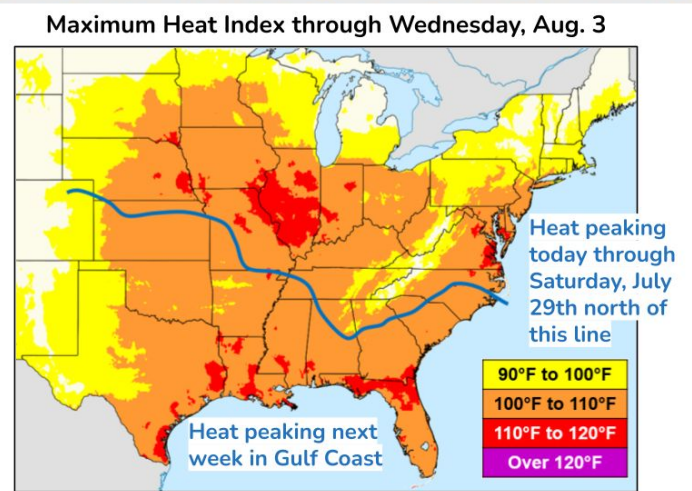 Maximum Heat Index through Wednesday, Aug. 3
Heat peaking
today through
Saturday, July
29th north of
this line
90°F to 100°F
100°F to 110°F
110°F to 120°F
Over 120°F
Heat peaking next
week in Gulf Coast